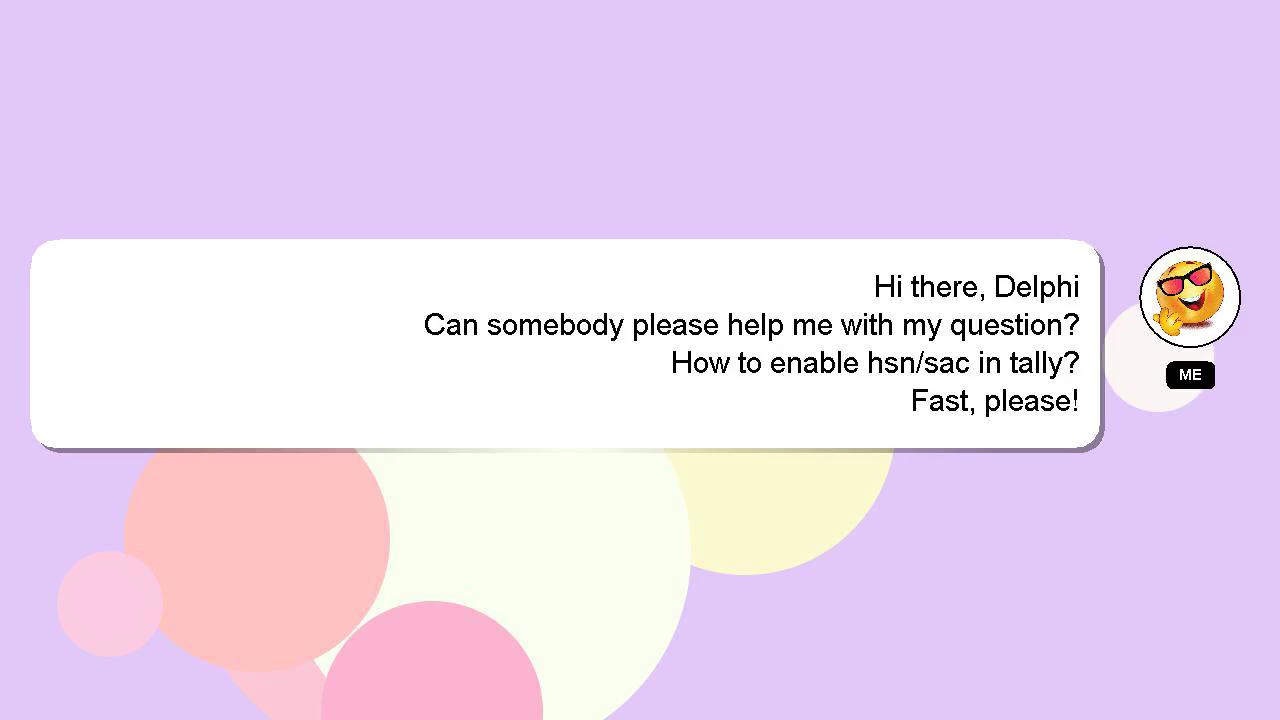 Hi there, Delphi
Can somebody please help me with my question?
How to enable hsn/sac in tally?
Fast, please!
ME